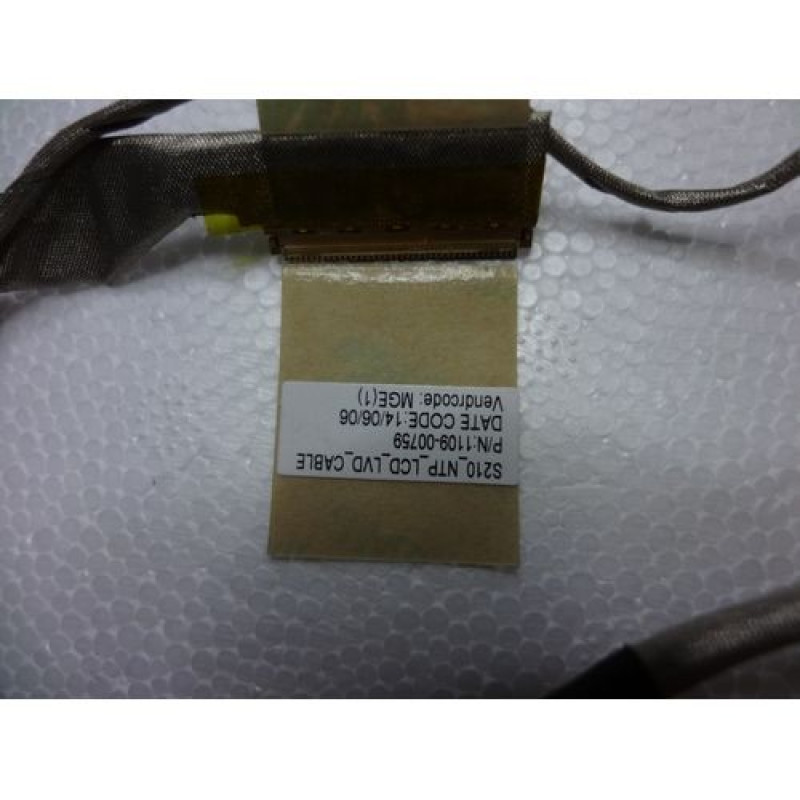 S210_NTP_LCD_LVD_CABLE
P/N:1109-00759
DATE CODE:14/06/06
Vendrcode: MGE(1)